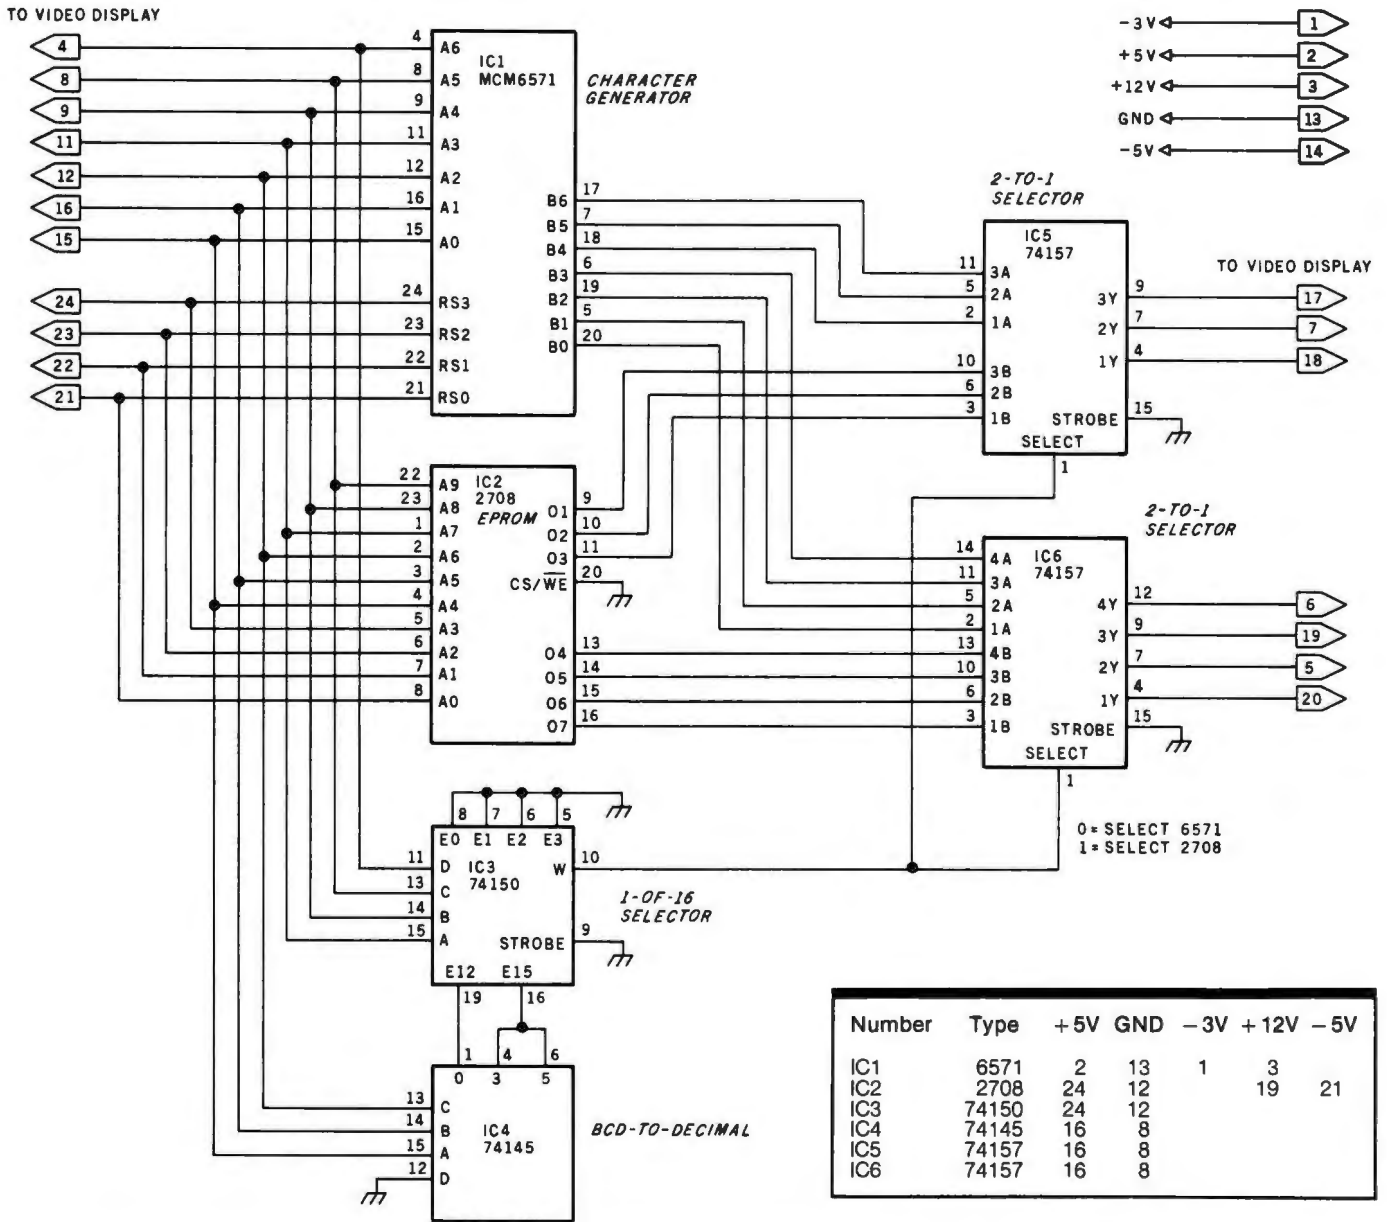 TO VIDEO DISPLAY
4
8
9
11
12
16
15
24
23
22
21
4 A6
8 A5
9 A4
11 A3
12 A2
16 A1
15 A0
24 RS3
23 RS2
22 RS1
21 RS0
IC1
MCM6571
CHARACTER
GENERATOR
B6 17
B5 7
B4 18
B3 6
B2 19
B1 5
B0 20
-3V 1
+5V 2
+12V 3
GND 13
-5V 14
2-TO-1
SELECTOR
IC5
74157
11 3A
5 2A
2 1A
10 3B
6 2B
3 1B
3Y 9
2Y 7
1Y 4
STROBE 15
SELECT
1
TO VIDEO DISPLAY
17
7
18
22 A9
23 A8
1 A7
2 A6
3 A5
4 A4
5 A3
6 A2
7 A1
8 A0
IC2
2708
EPROM
O1 9
O2 10
O3 11
CS/WE 20
O4 13
O5 14
O6 15
O7 16
2-TO-1
SELECTOR
IC6
74157
14 4A
11 3A
5 2A
2 1A
13 4B
10 3B
6 2B
3 1B
4Y 12
3Y 9
2Y 7
1Y 4
STROBE 15
SELECT
1
6
19
5
20
0 = SELECT 6571
1 = SELECT 2708
8 7 6 5
E0 E1 E2 E3
11 D
13 C
14 B
15 A
IC3
74150
W 10
STROBE 9
E12 E15
19 16
1-OF-16
SELECTOR
1 4 6
0 3 5
13 C
14 B
15 A
12 D
IC4
74145
BCD-TO-DECIMAL
Number Type +5V GND -3V +12V -5V
IC1 6571 2 13 1 3
IC2 2708 24 12 19 21
IC3 74150 24 12
IC4 74145 16 8
IC5 74157 16 8
IC6 74157 16 8